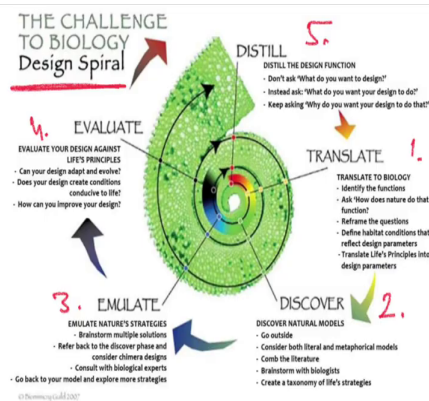 THE CHALLENGE
TO BIOLOGY
Design Spiral
5.
DISTILL
DISTILL THE DESIGN FUNCTION
- Don't ask 'What do you want to design?'
- Instead ask: 'What do you want your design to do?'
- Keep asking 'Why do you want your design to do that?'
1.
TRANSLATE
TRANSLATE TO BIOLOGY
- Identify the functions
- Ask 'How does nature do that
function?
- Reframe the questions
- Define habitat conditions that
reflect design parameters
- Translate Life's Principles into
design parameters
2.
DISCOVER
DISCOVER NATURAL MODELS
- Go outside
- Consider both literal and metaphorical models
- Comb the literature
- Brainstorm with biologists
- Create a taxonomy of life's strategies
3.
EMULATE
EMULATE NATURE'S STRATEGIES
- Brainstorm multiple solutions
- Refer back to the discover phase and
consider chimera designs
- Consult with biological experts
- Go back to your model and explore more strategies
4.
EVALUATE
EVALUATE YOUR DESIGN AGAINST
LIFE'S PRINCIPLES
- Can your design adapt and evolve?
- Does your design create conditions
conducive to life?
- How can you improve your design?